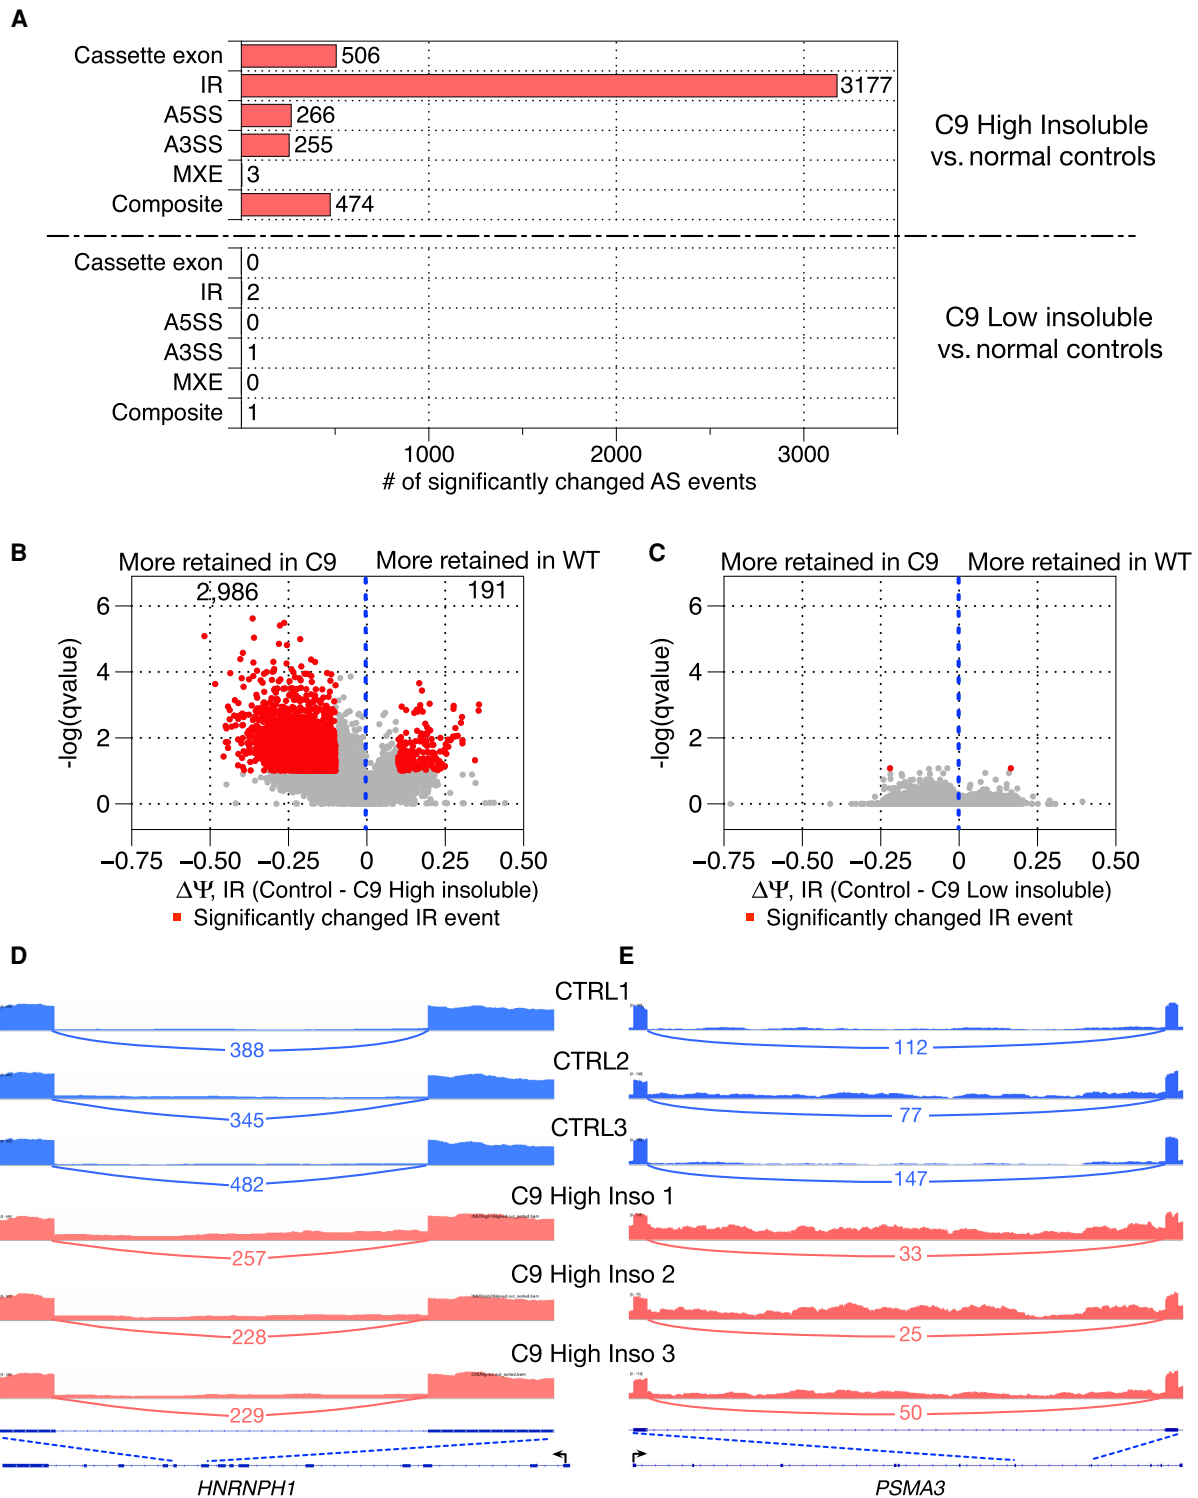 A
Cassette exon 506
IR 3177
A5SS 266
A3SS 255
MXE 3
Composite 474
C9 High Insoluble
vs. normal controls
Cassette exon 0
IR 2
A5SS 0
A3SS 1
MXE 0
Composite 1
C9 Low insoluble
vs. normal controls
1000 2000 3000
# of significantly changed AS events
B
More retained in C9 More retained in WT
2,986 191
6
4
2
0
-log(qvalue)
−0.75 −0.50 −0.25 0 0.25 0.50
ΔΨ, IR (Control - C9 High insoluble)
Significantly changed IR event
C
More retained in C9 More retained in WT
6
4
2
0
-log(qvalue)
−0.75 −0.50 −0.25 0 0.25 0.50
ΔΨ, IR (Control - C9 Low insoluble)
Significantly changed IR event
D E
CTRL1
388 112
CTRL2
345 77
CTRL3
482 147
C9 High Inso 1
257 33
C9 High Inso 2
228 25
C9 High Inso 3
229 50
HNRNPH1 PSMA3